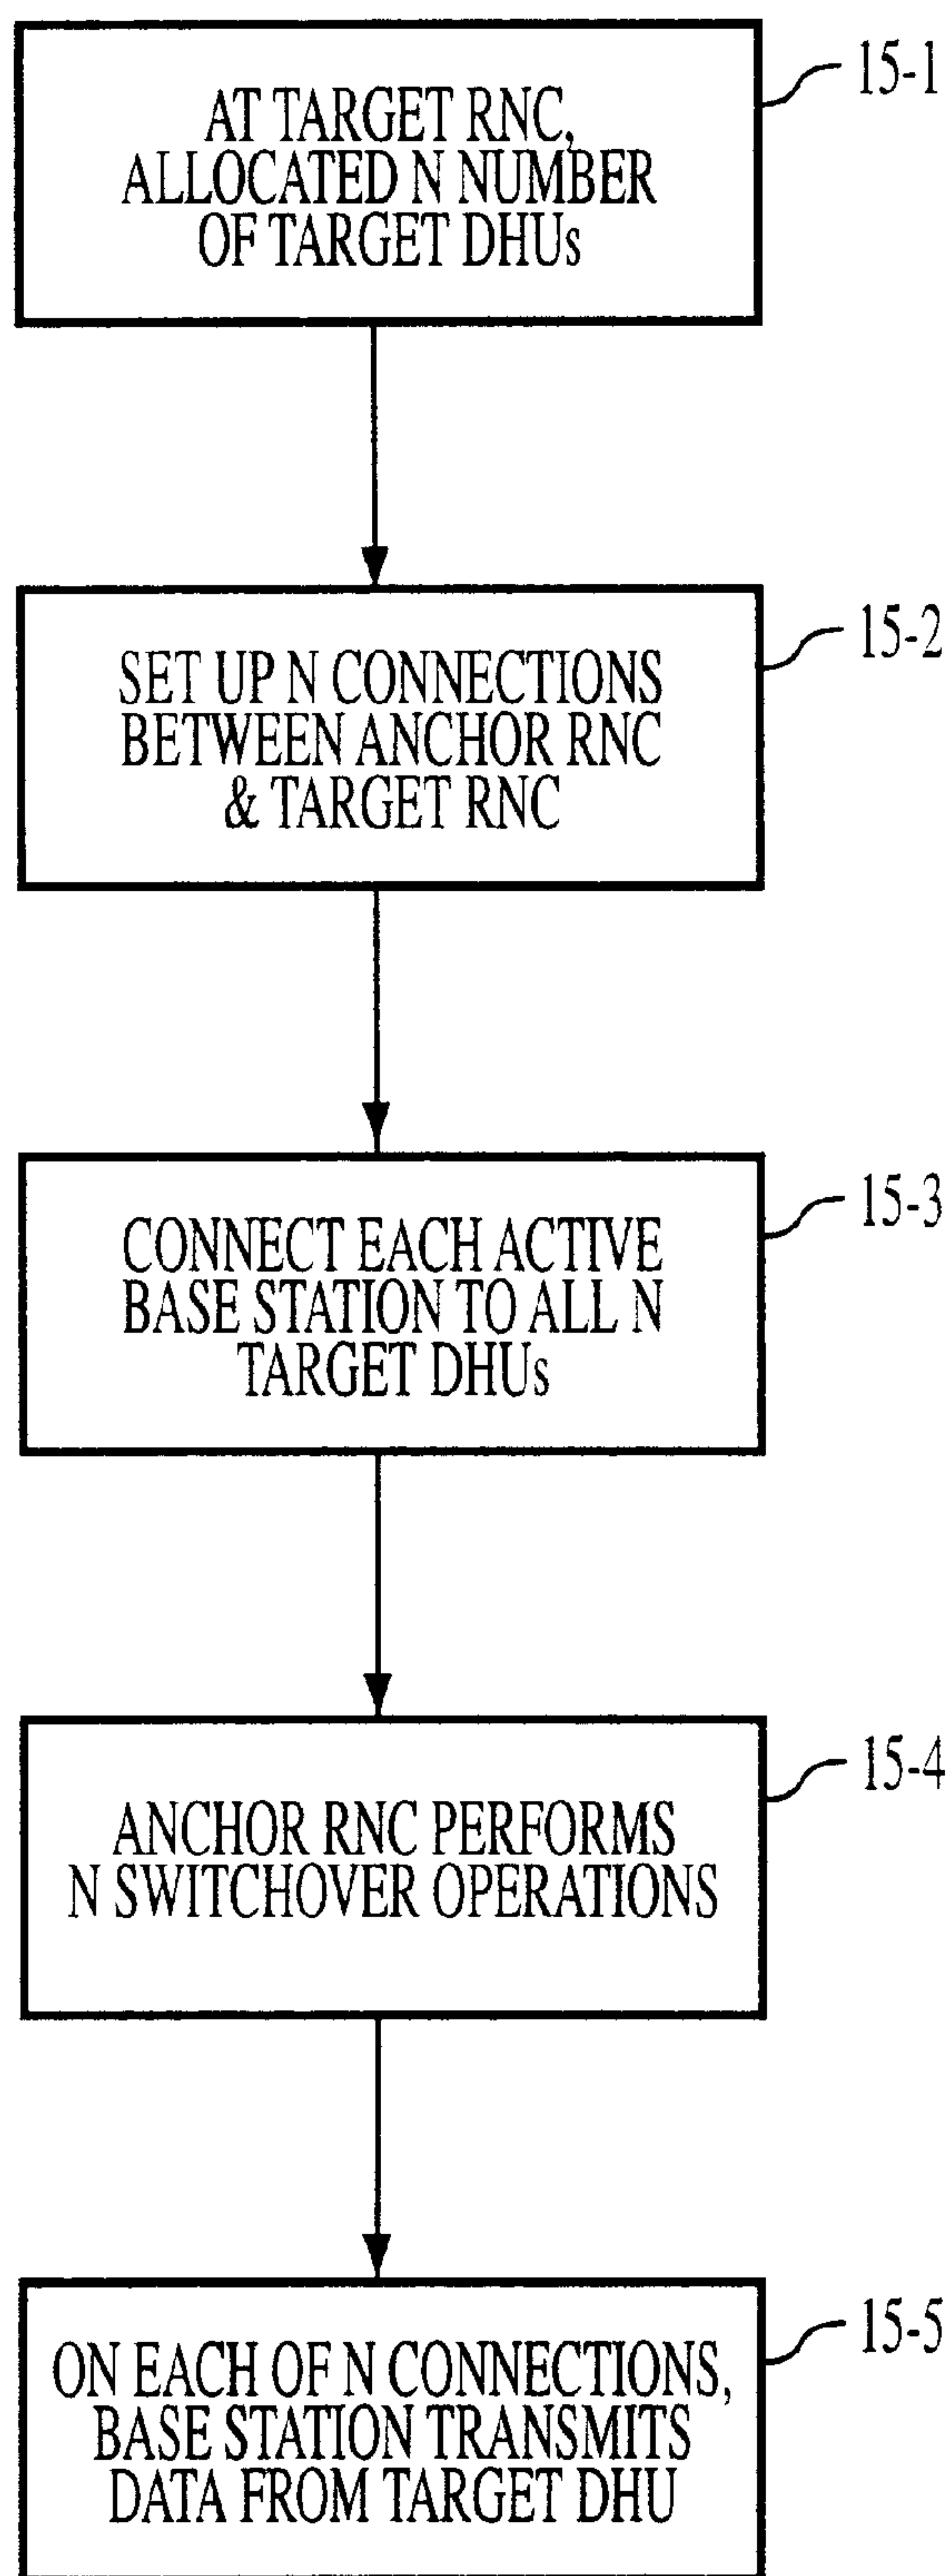 15-1
AT TARGET RNC,
ALLOCATED N NUMBER
OF TARGET DHUs
15-2
SET UP N CONNECTIONS
BETWEEN ANCHOR RNC
& TARGET RNC
15-3
CONNECT EACH ACTIVE
BASE STATION TO ALL N
TARGET DHUs
15-4
ANCHOR RNC PERFORMS
N SWITCHOVER OPERATIONS
15-5
ON EACH OF N CONNECTIONS,
BASE STATION TRANSMITS
DATA FROM TARGET DHU